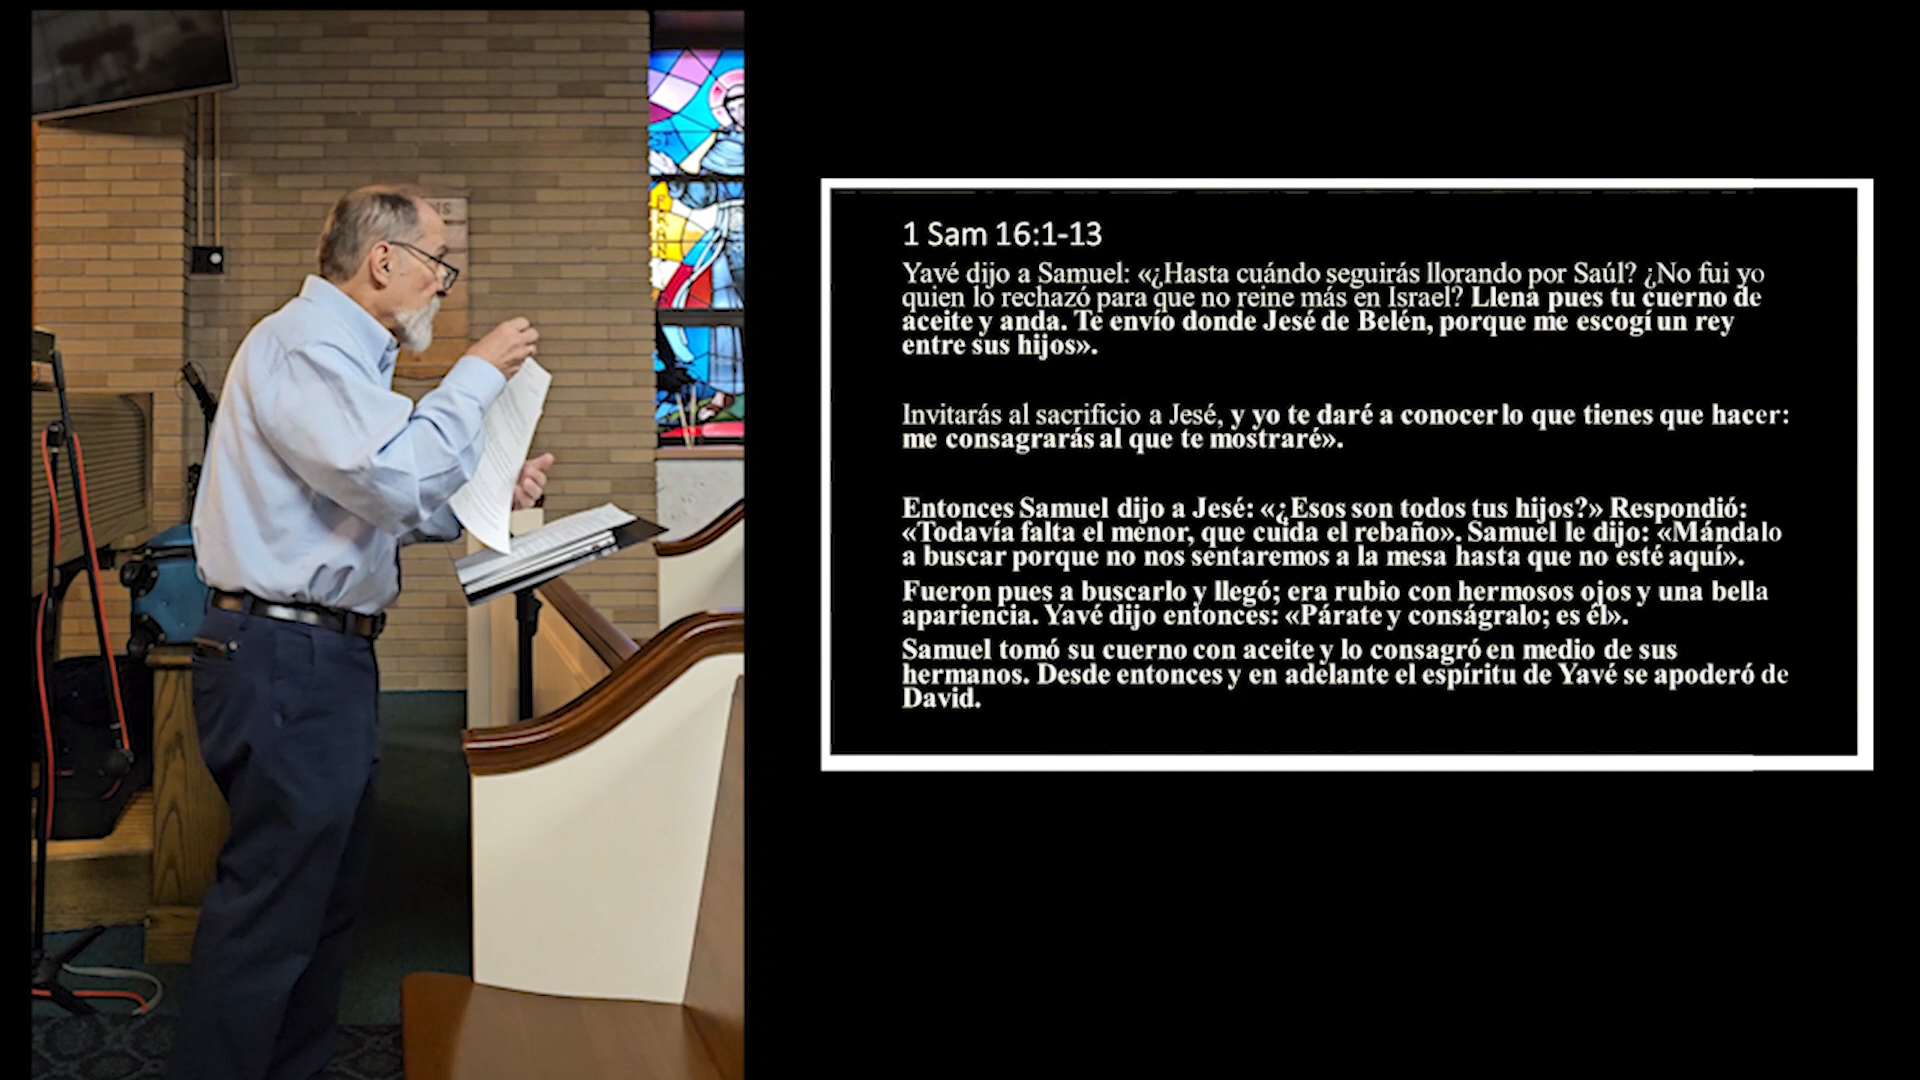 1 Sam 16:1-13
Yavé dijo a Samuel: «¿Hasta cuándo seguirás llorando por Saúl? ¿No fui yo
quien lo rechazó para que no reine más en Israel? Llena pues tu cuerno de
aceite y anda. Te envío donde Jesé de Belén, porque me escogí un rey
entre sus hijos».
Invitarás al sacrificio a Jesé, y yo te daré a conocer lo que tienes que hacer:
me consagrarás al que te mostraré».
Entonces Samuel dijo a Jesé: «¿Esos son todos tus hijos?» Respondió:
«Todavía falta el menor, que cuida el rebaño». Samuel le dijo: «Mándalo
a buscar porque no nos sentaremos a la mesa hasta que no esté aquí».
Fueron pues a buscarlo y llegó; era rubio con hermosos ojos y una bella
apariencia. Yavé dijo entonces: «Párate y conságralo; es él».
Samuel tomó su cuerno con aceite y lo consagró en medio de sus
hermanos. Desde entonces y en adelante el espíritu de Yavé se apoderó de
David.